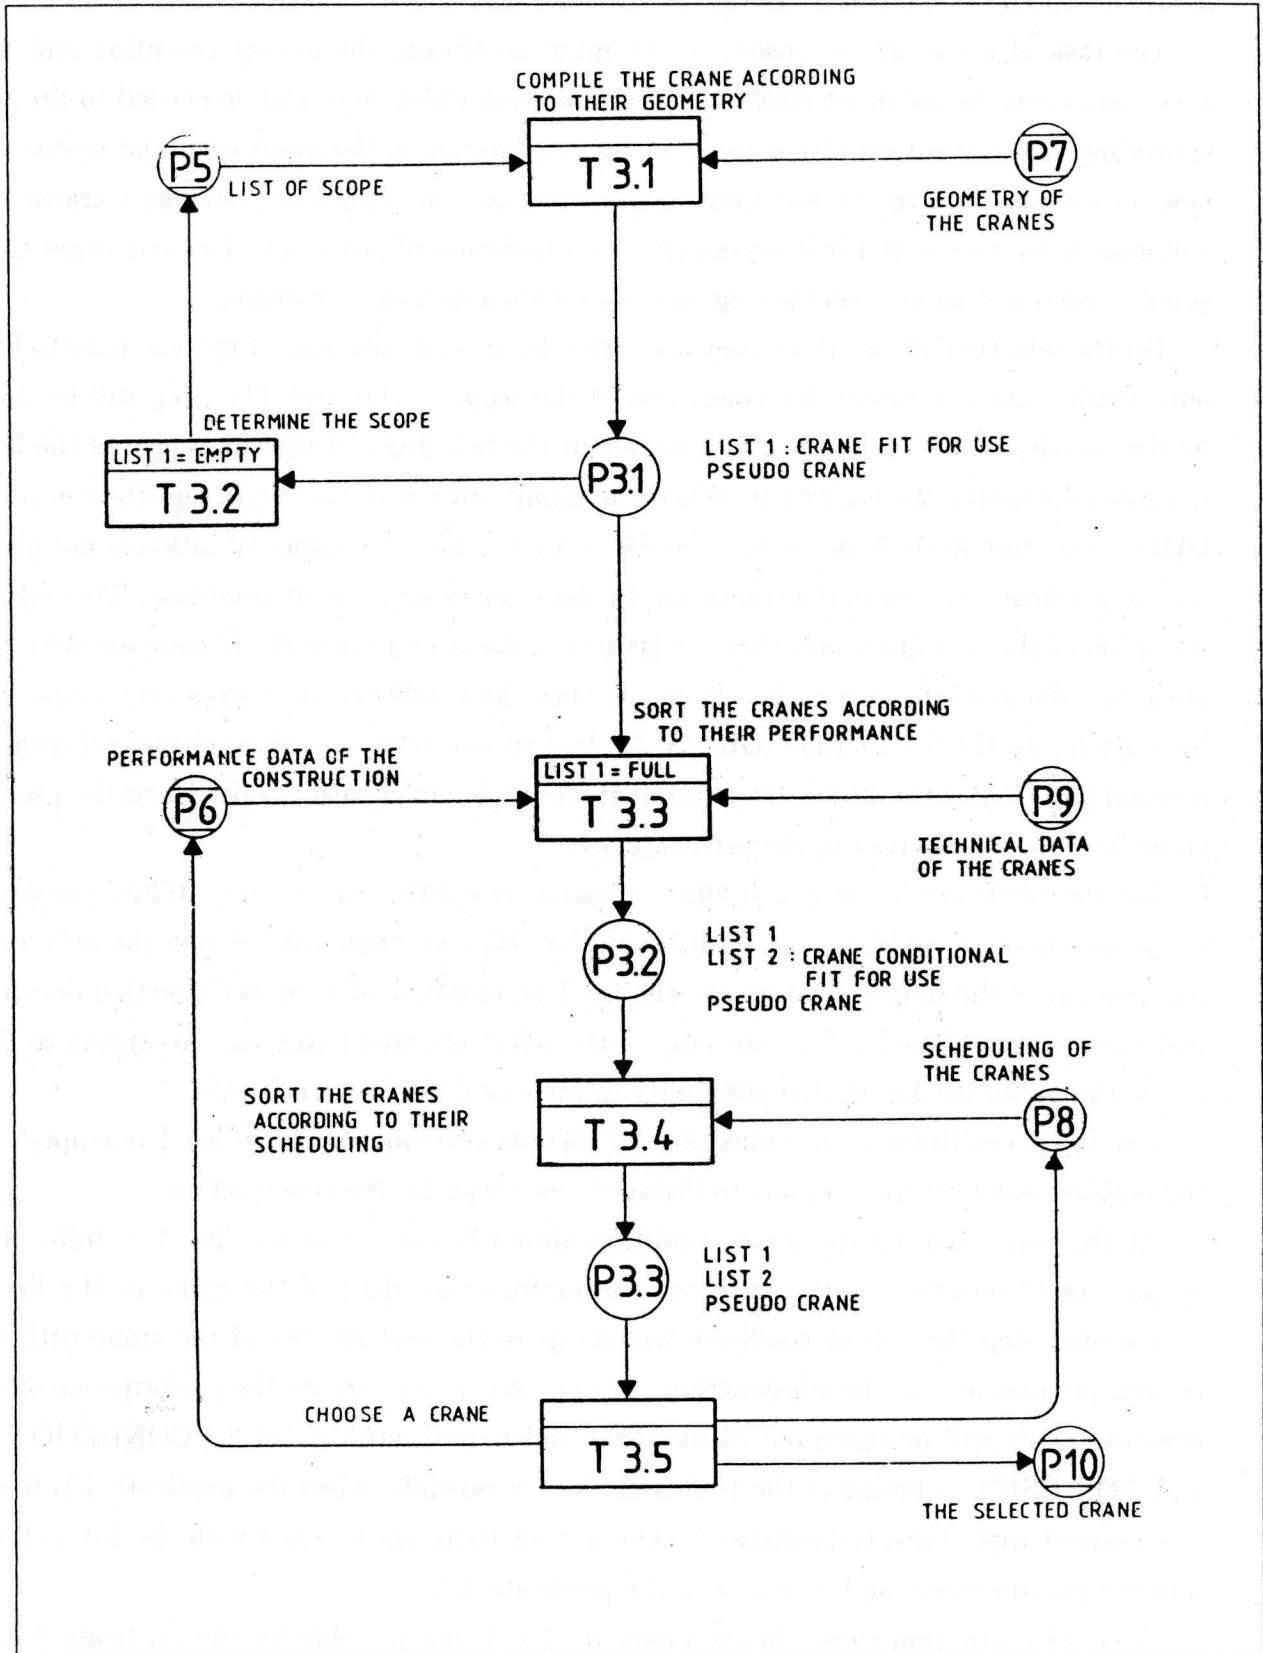 COMPILE THE CRANE ACCORDING
TO THEIR GEOMETRY
P5
T 3.1
P7
LIST OF SCOPE
GEOMETRY OF
THE CRANES
DETERMINE THE SCOPE
LIST 1 = EMPTY
T 3.2
P3.1
LIST 1 : CRANE FIT FOR USE
PSEUDO CRANE
SORT THE CRANES ACCORDING
TO THEIR PERFORMANCE
PERFORMANCE DATA OF THE
CONSTRUCTION
LIST 1 = FULL
P6
T 3.3
P9
TECHNICAL DATA
OF THE CRANES
P3.2
LIST 1
LIST 2 : CRANE CONDITIONAL
FIT FOR USE
PSEUDO CRANE
SCHEDULING OF
THE CRANES
SORT THE CRANES
ACCORDING TO THEIR
SCHEDULING
T 3.4
P8
P3.3
LIST 1
LIST 2
PSEUDO CRANE
CHOOSE A CRANE
T 3.5
P10
THE SELECTED CRANE